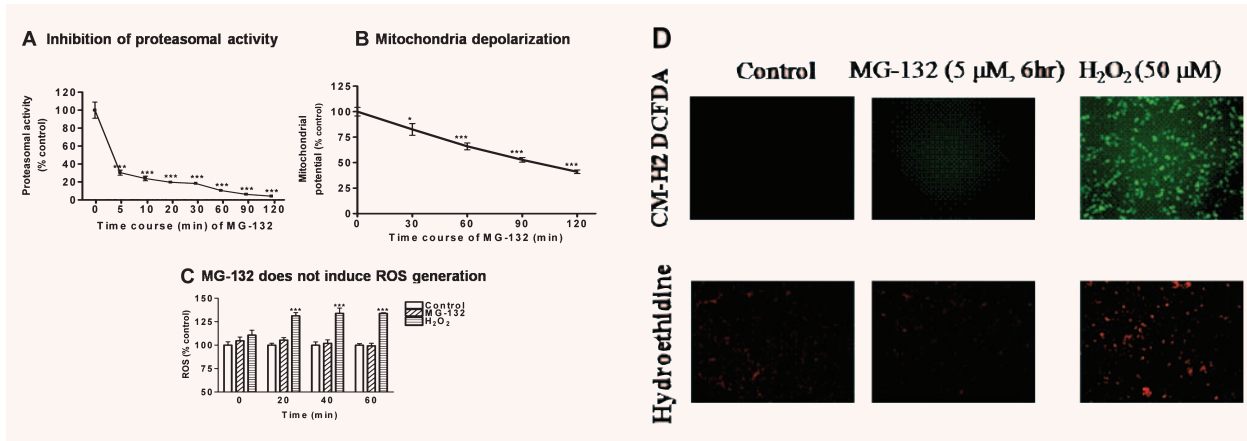 A Inhibition of proteasomal activity
Proteasomal activity
(% control)
120
100
80
60
40
20
0
***
***
***
***
***
***
***
0 5 10 20 30 60 90 120
Time course (min) of MG-132
B Mitochondria depolarization
Mitochondrial
potential (% control)
125
100
75
50
25
0
*
***
***
***
0 30 60 90 120
Time course of MG-132 (min)
C MG-132 does not induce ROS generation
ROS (% control)
150
125
100
75
50
***
***
***
0 20 40 60
Time (min)
Control
MG-132
H₂O₂
D
Control MG-132 (5 μM, 6hr) H₂O₂ (50 μM)
CM-H2 DCFDA
Hydroethidine